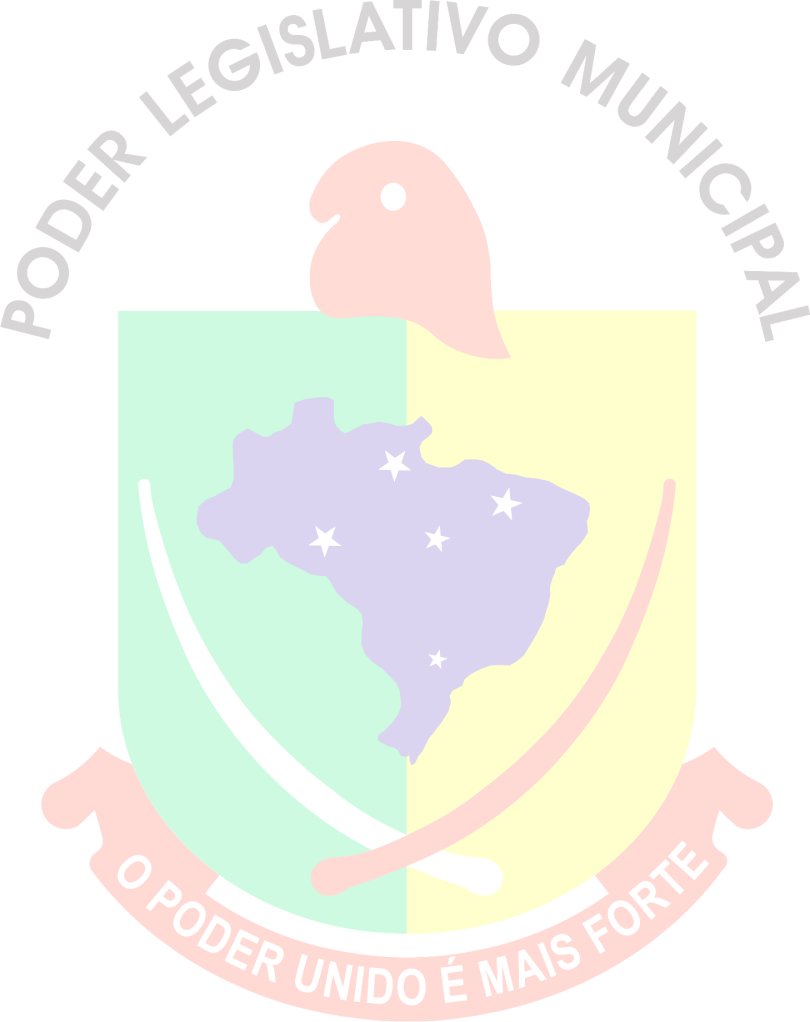 PODER LEGISLATIVO MUNICIPAL
O PODER UNIDO É MAIS FORTE